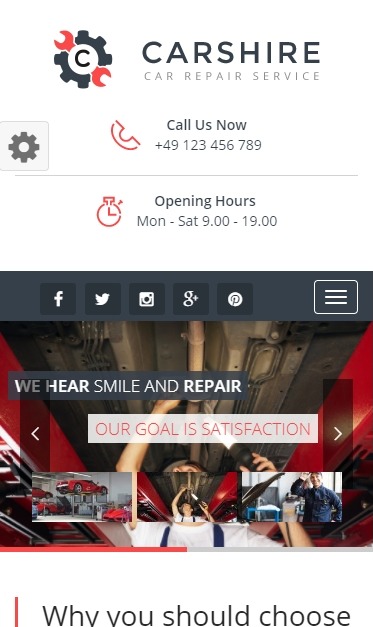 C
CARSHIRE
CAR REPAIR SERVICE
Call Us Now
+49 123 456 789
Opening Hours
Mon - Sat 9.00 - 19.00
WE HEAR SMILE AND REPAIR
OUR GOAL IS SATISFACTION
Why you should choose